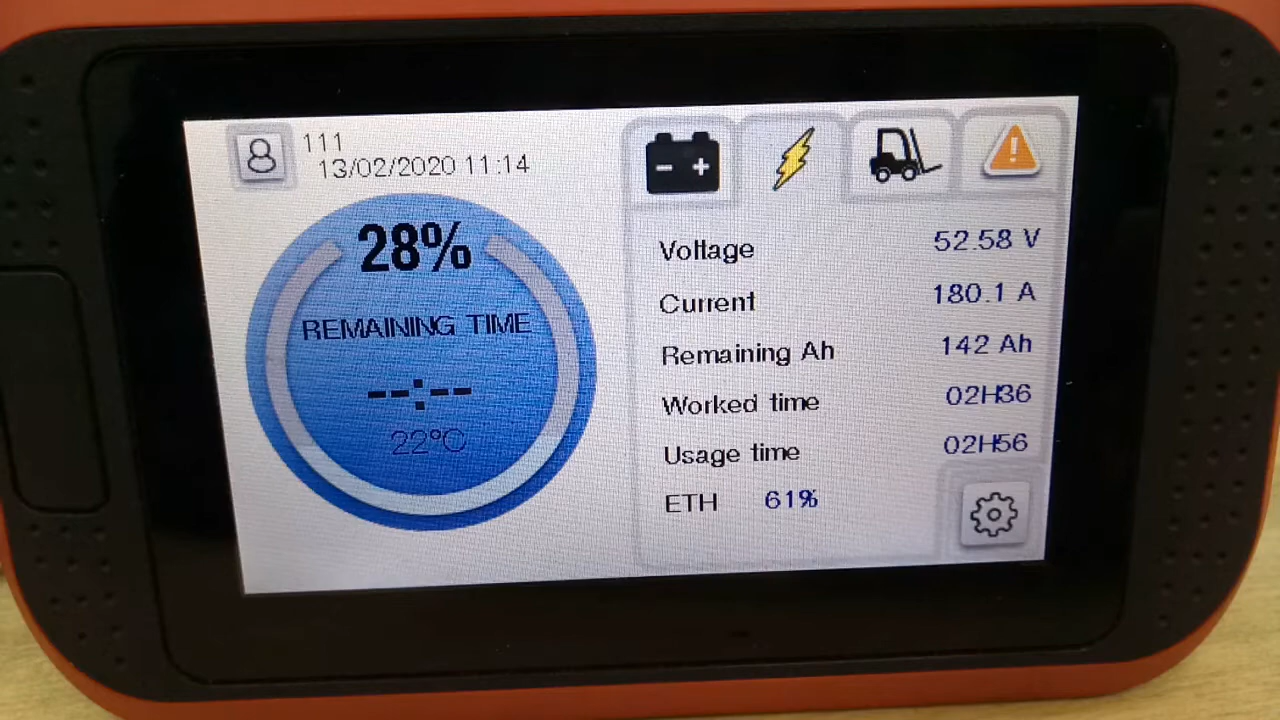 111
13/02/2020 11:14
28%
REMAINING TIME
--:--
22°C
Voltage 52.58 V
Current 180.1 A
Remaining Ah 142 Ah
Worked time 02H36
Usage time 02H56
ETH 61%